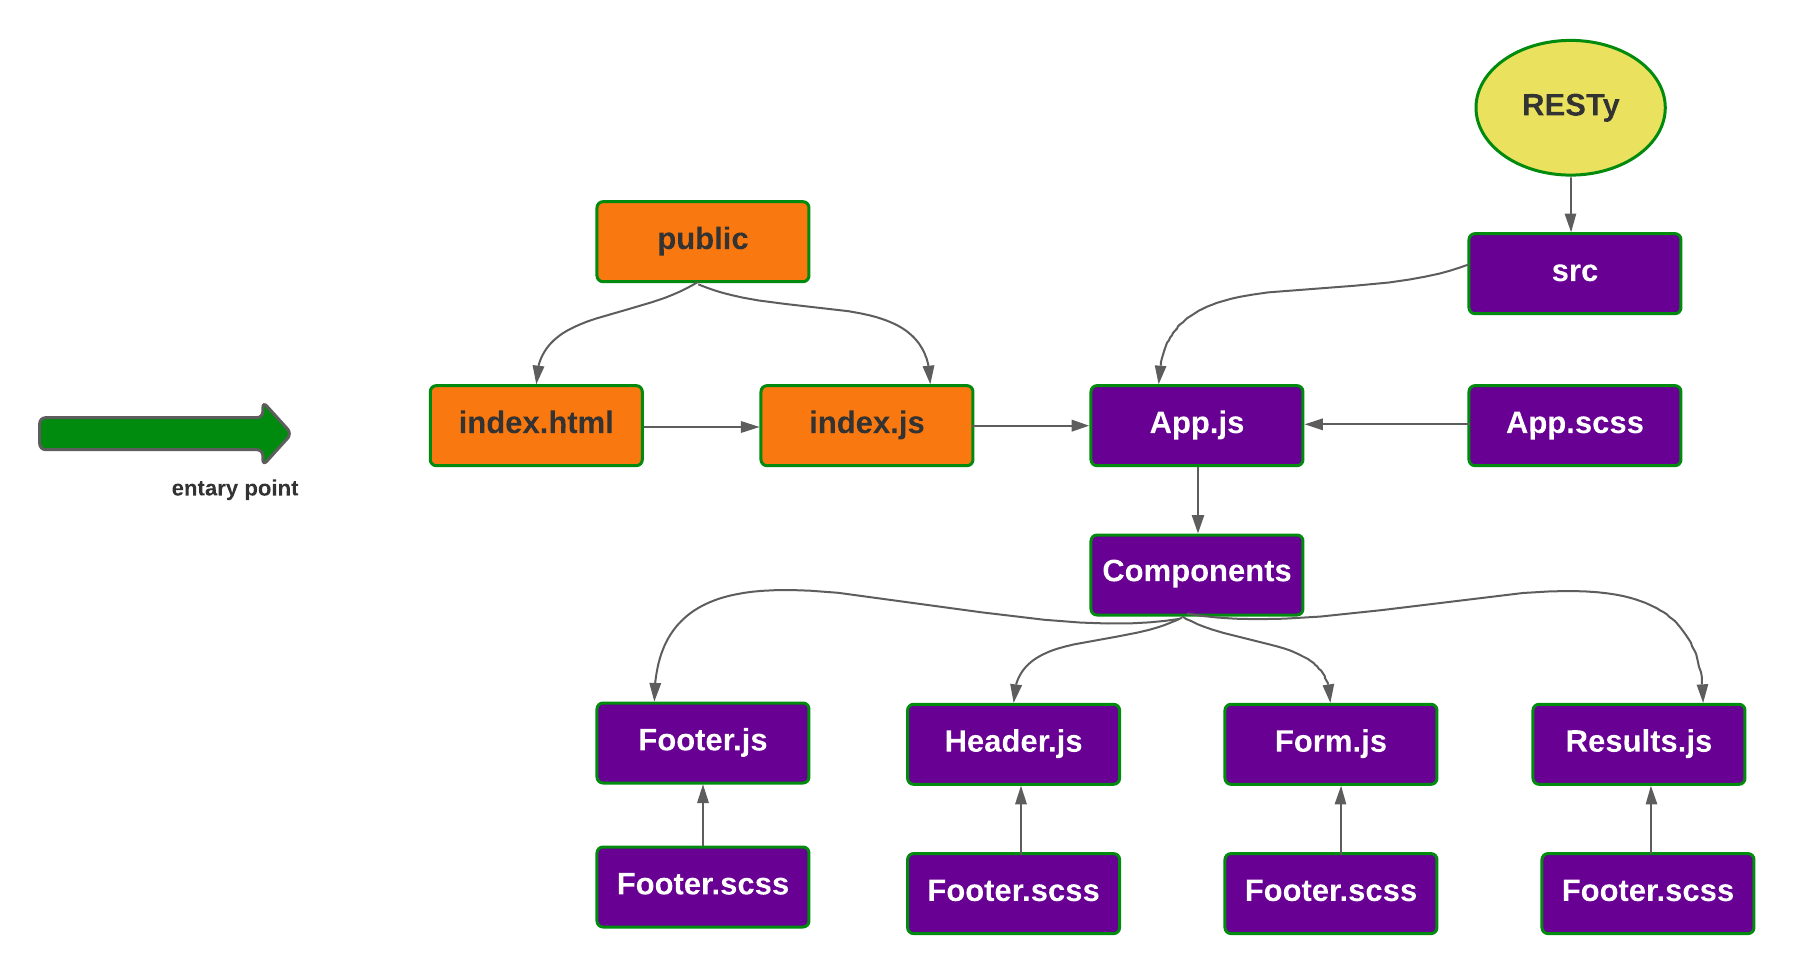 RESTy
public
src
index.html
index.js
App.js
App.scss
entary point
Components
Footer.js
Header.js
Form.js
Results.js
Footer.scss
Footer.scss
Footer.scss
Footer.scss